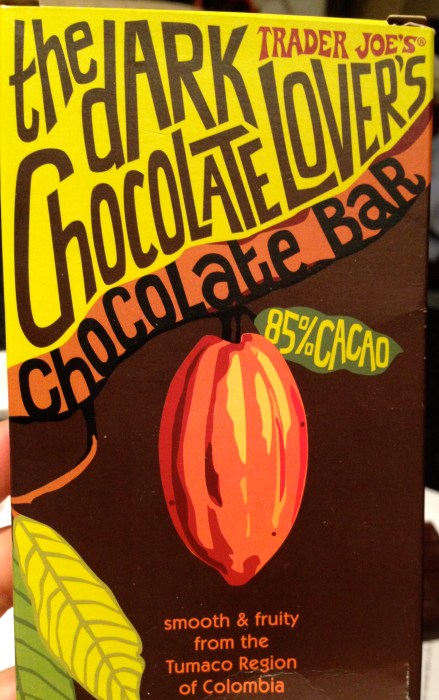 TRADER JOE'S®
the dARK
CHOCOLATE LOVER'S
CHOCOLATE BAR
85% CACAO
smooth & fruity
from the
Tumaco Region
of Colombia